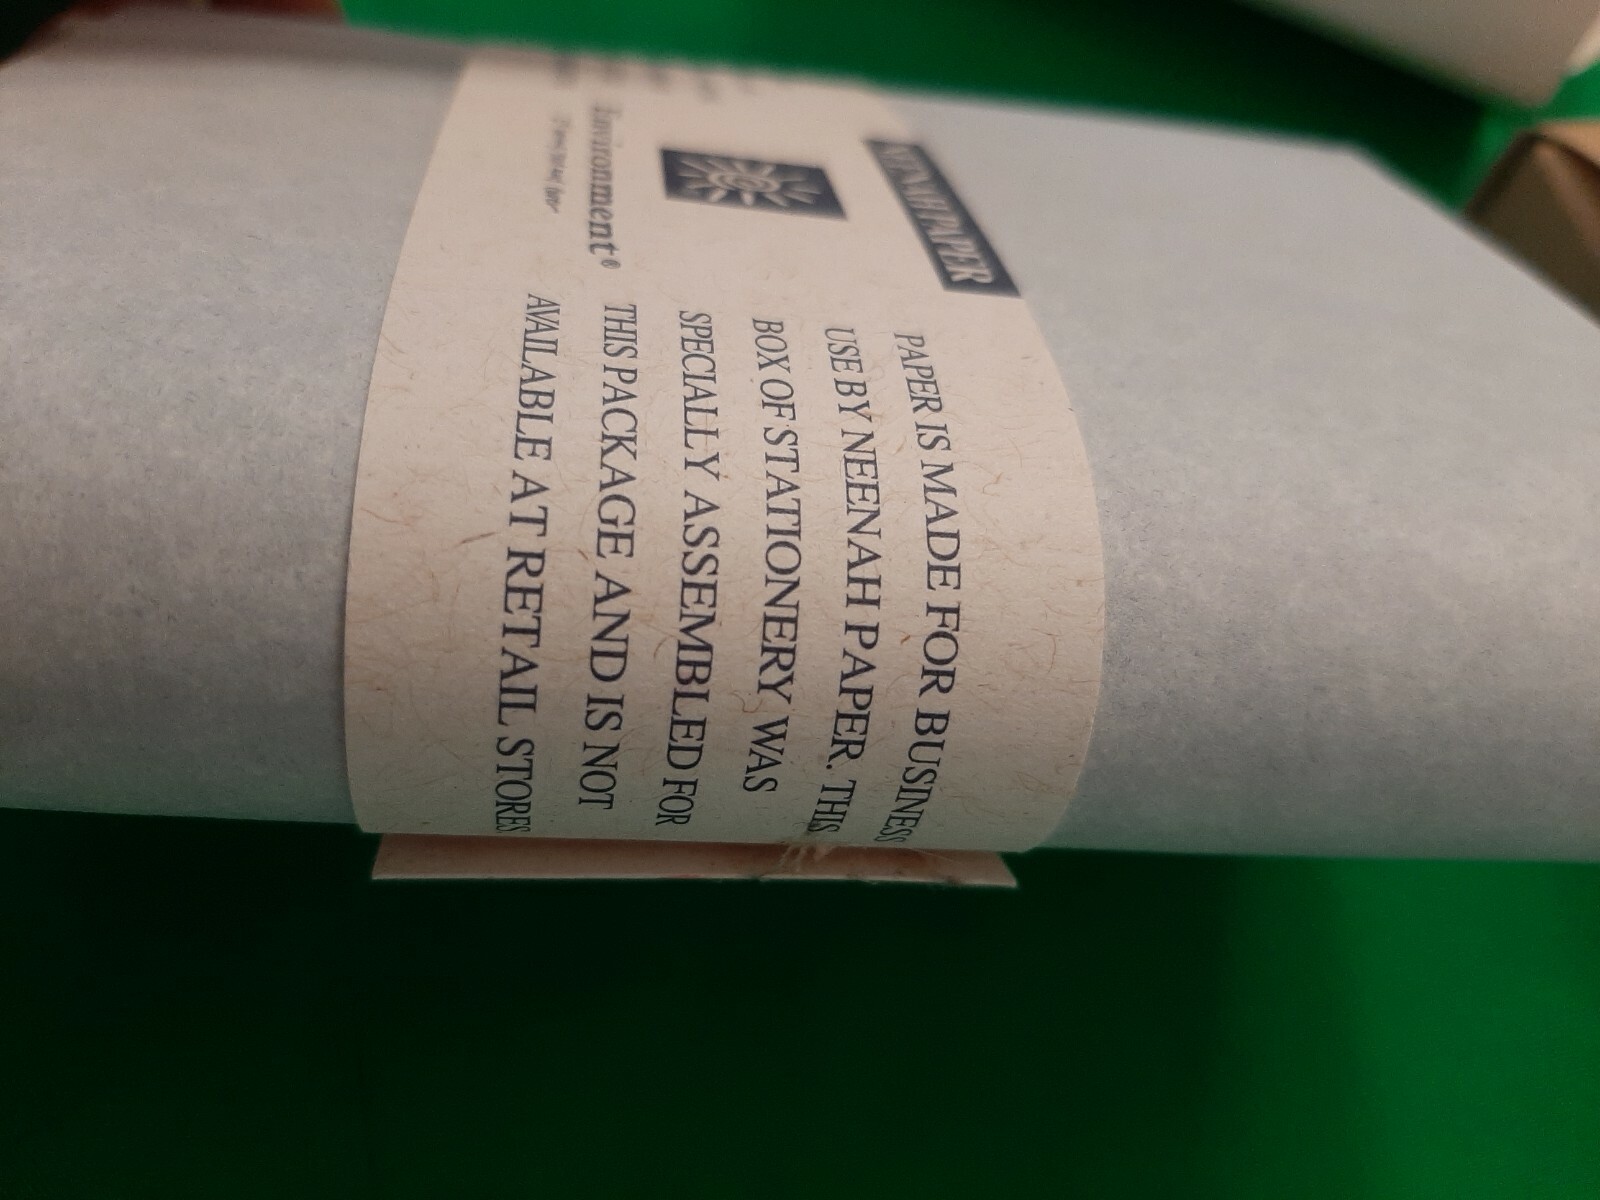 NEENAH PAPER
Environment®
PAPER IS MADE FOR BUSINESS
USE BY NEENAH PAPER. THIS
BOX OF STATIONERY WAS
SPECIALLY ASSEMBLED FOR
THIS PACKAGE AND IS NOT
AVAILABLE AT RETAIL STORES